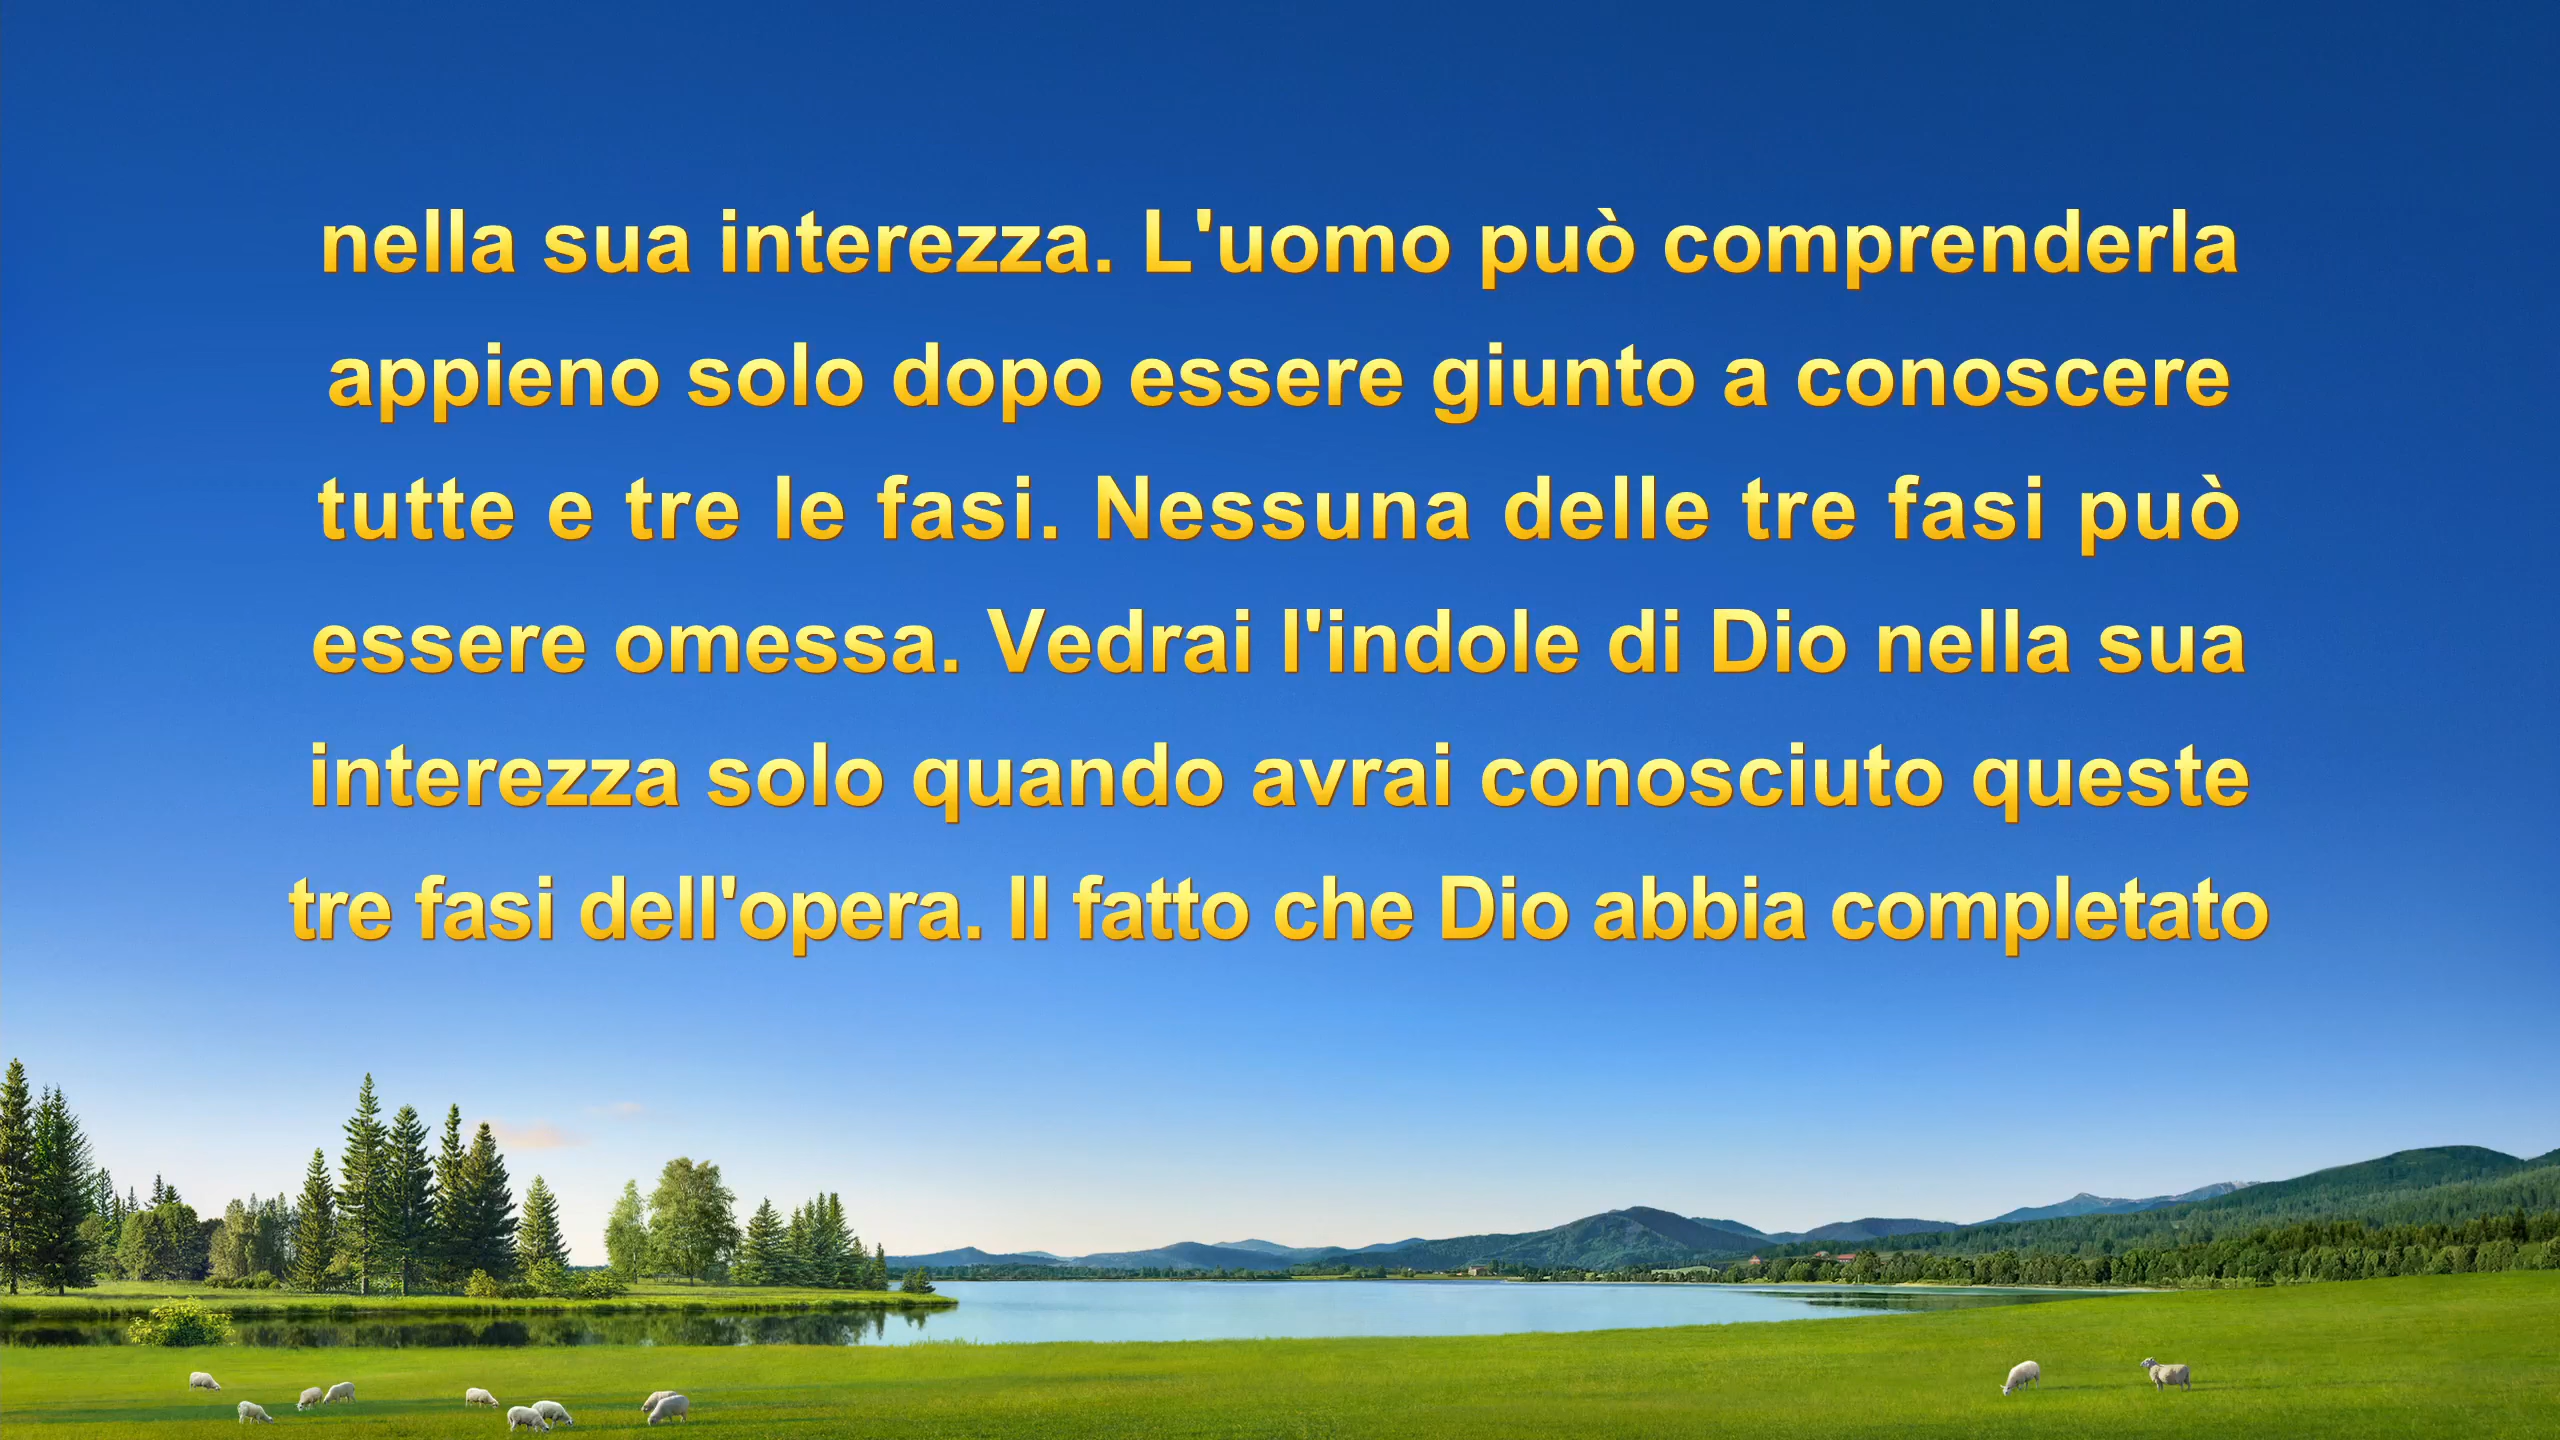 nella sua interezza. L'uomo può comprenderla
appieno solo dopo essere giunto a conoscere
tutte e tre le fasi. Nessuna delle tre fasi può
essere omessa. Vedrai l'indole di Dio nella sua
interezza solo quando avrai conosciuto queste
tre fasi dell'opera. Il fatto che Dio abbia completato